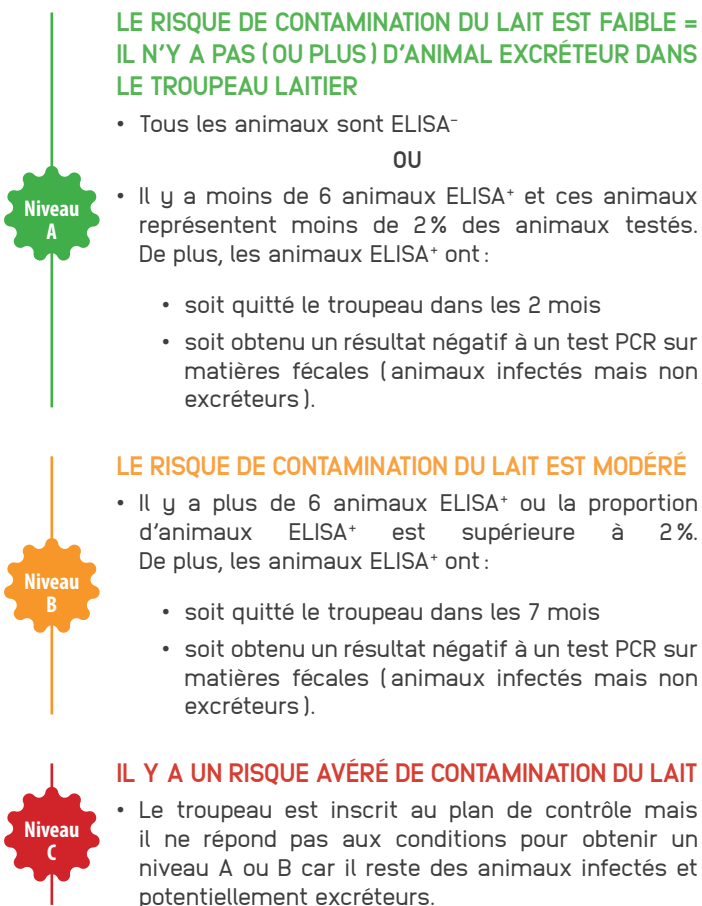 LE RISQUE DE CONTAMINATION DU LAIT EST FAIBLE =
IL N'Y A PAS (OU PLUS) D'ANIMAL EXCRÉTEUR DANS
LE TROUPEAU LAITIER
• Tous les animaux sont ELISA⁻
OU
Niveau
A
• Il y a moins de 6 animaux ELISA⁺ et ces animaux
représentent moins de 2% des animaux testés.
De plus, les animaux ELISA⁺ ont :
• soit quitté le troupeau dans les 2 mois
• soit obtenu un résultat négatif à un test PCR sur
matières fécales (animaux infectés mais non
excréteurs).
LE RISQUE DE CONTAMINATION DU LAIT EST MODÉRÉ
• Il y a plus de 6 animaux ELISA⁺ ou la proportion
d'animaux ELISA⁺ est supérieure à 2%.
De plus, les animaux ELISA⁺ ont :
Niveau
B
• soit quitté le troupeau dans les 7 mois
• soit obtenu un résultat négatif à un test PCR sur
matières fécales (animaux infectés mais non
excréteurs).
IL Y A UN RISQUE AVÉRÉ DE CONTAMINATION DU LAIT
Niveau
C
• Le troupeau est inscrit au plan de contrôle mais
il ne répond pas aux conditions pour obtenir un
niveau A ou B car il reste des animaux infectés et
potentiellement excréteurs.